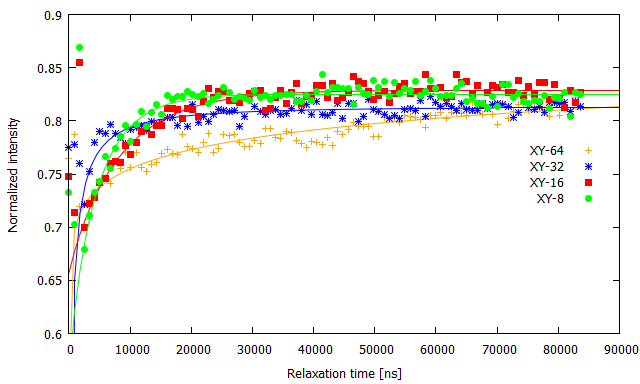 0.9
0.85
0.8
0.75
0.7
0.65
0.6
Normalized intensity
XY-64
XY-32
XY-16
XY-8
0 10000 20000 30000 40000 50000 60000 70000 80000 90000
Relaxation time [ns]